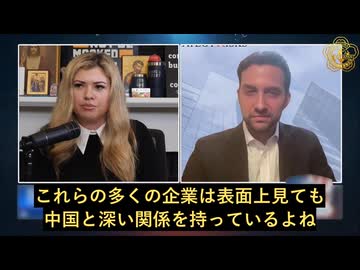 これらの多くの企業は表面上見ても
中国と深い関係を持っているよね